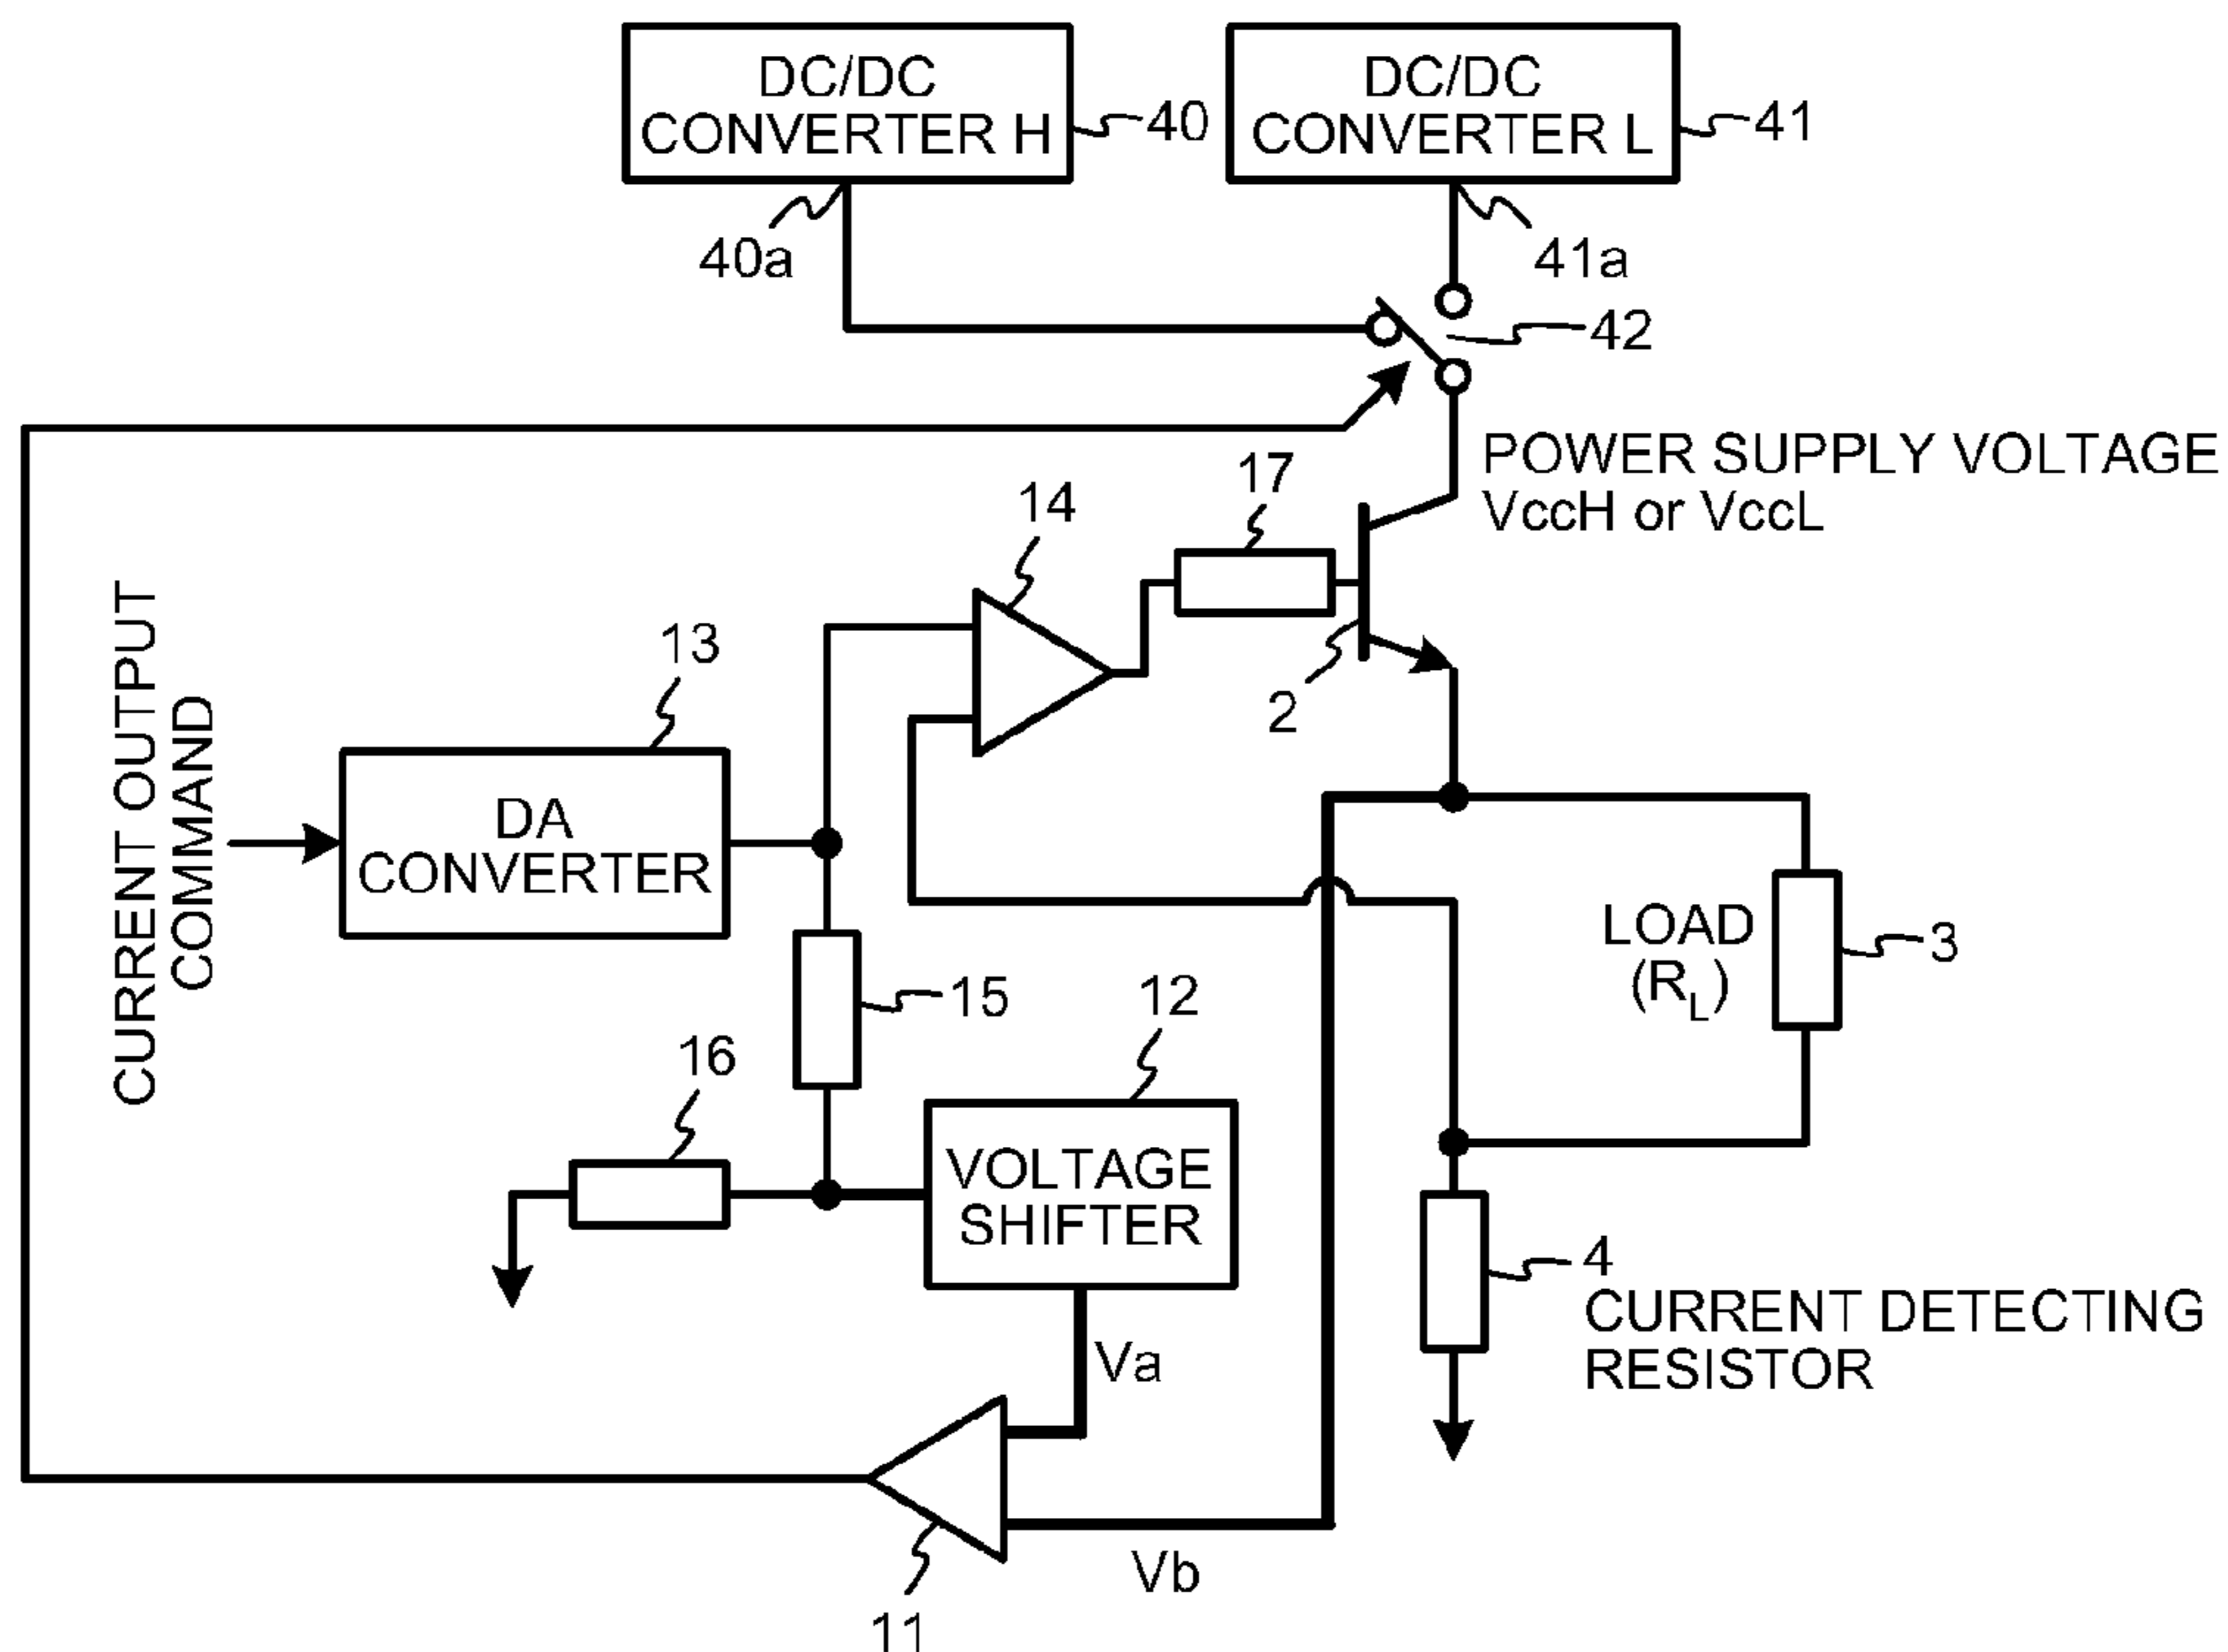 DC/DC
CONVERTER H
40
DC/DC
CONVERTER L
41
40a
41a
42
POWER SUPPLY VOLTAGE
VccH or VccL
17
14
2
13
CURRENT OUTPUT
COMMAND
DA
CONVERTER
LOAD
(RL)
3
15
12
16
VOLTAGE
SHIFTER
4
CURRENT DETECTING
RESISTOR
Va
Vb
11